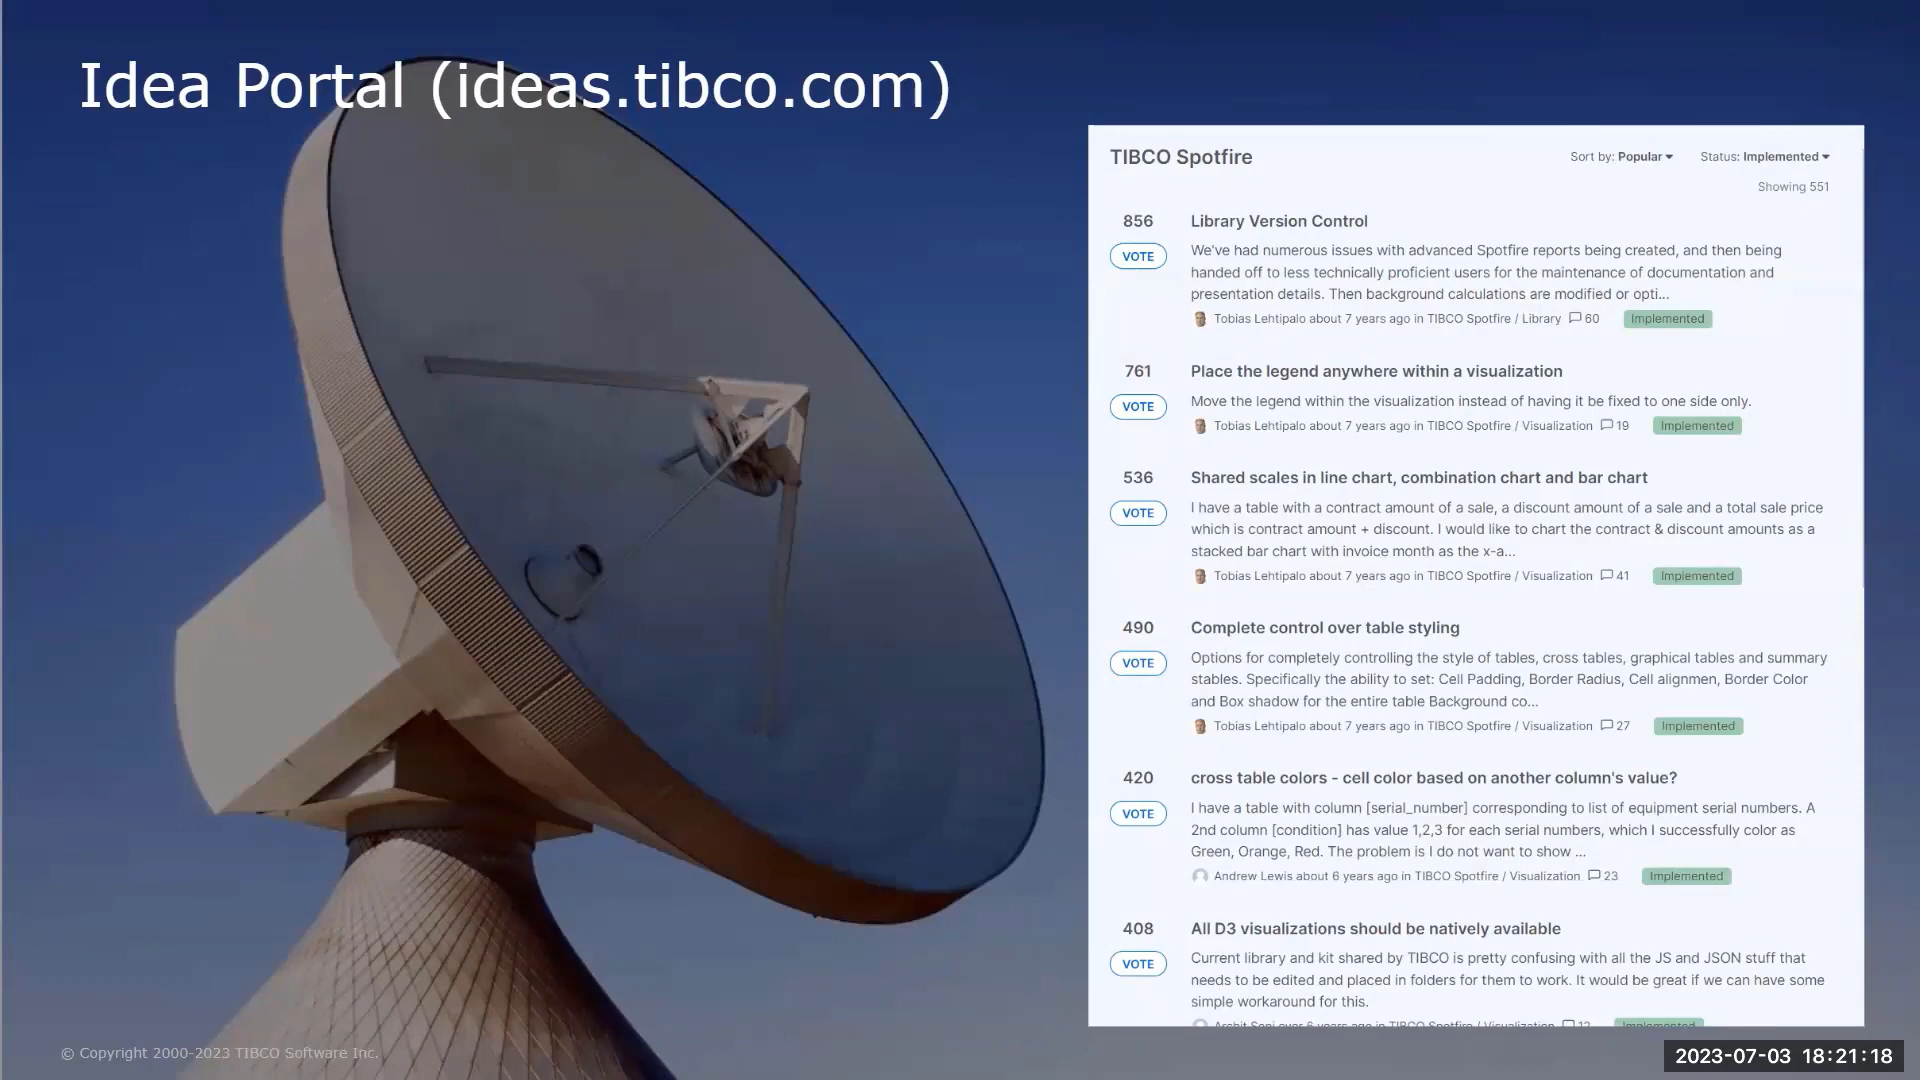 Idea Portal (ideas.tibco.com)
TIBCO Spotfire
Sort by: Popular
Status: Implemented
Showing 551
856
Library Version Control
VOTE
We've had numerous issues with advanced Spotfire reports being created, and then being
handed off to less technically proficient users for the maintenance of documentation and
presentation details. Then background calculations are modified or opti...
Tobias Lehtipalo about 7 years ago in TIBCO Spotfire / Library 60 Implemented
761
Place the legend anywhere within a visualization
VOTE
Move the legend within the visualization instead of having it be fixed to one side only.
Tobias Lehtipalo about 7 years ago in TIBCO Spotfire / Visualization 19 Implemented
536
Shared scales in line chart, combination chart and bar chart
VOTE
I have a table with a contract amount of a sale, a discount amount of a sale and a total sale price
which is contract amount + discount. I would like to chart the contract & discount amounts as a
stacked bar chart with invoice month as the x-a...
Tobias Lehtipalo about 7 years ago in TIBCO Spotfire / Visualization 41 Implemented
490
Complete control over table styling
VOTE
Options for completely controlling the style of tables, cross tables, graphical tables and summary
stables. Specifically the ability to set: Cell Padding, Border Radius, Cell alignmen, Border Color
and Box shadow for the entire table Background co...
Tobias Lehtipalo about 7 years ago in TIBCO Spotfire / Visualization 27 Implemented
420
cross table colors - cell color based on another column's value?
VOTE
I have a table with column [serial_number] corresponding to list of equipment serial numbers. A
2nd column [condition] has value 1,2,3 for each serial numbers, which I successfully color as
Green, Orange, Red. The problem is I do not want to show ...
Andrew Lewis about 6 years ago in TIBCO Spotfire / Visualization 23 Implemented
408
All D3 visualizations should be natively available
VOTE
Current library and kit shared by TIBCO is pretty confusing with all the JS and JSON stuff that
needs to be edited and placed in folders for them to work. It would be great if we can have some
simple workaround for this.
Archit Soni over 6 years ago in TIBCO Spotfire / Visualization 12 Implemented
© Copyright 2000-2023 TIBCO Software Inc.
2023-07-03 18:21:18